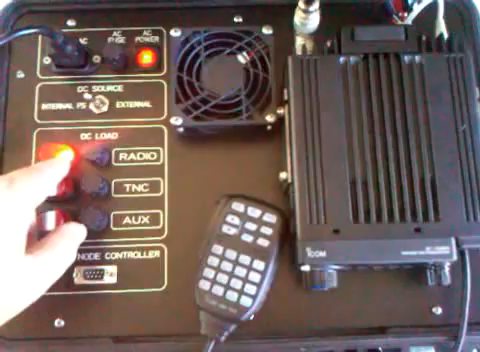 AC
AC
FUSE
AC
POWER
DC SOURCE
INTERNAL PS
EXTERNAL
DC LOAD
RADIO
TNC
AUX
NODE CONTROLLER
ICOM